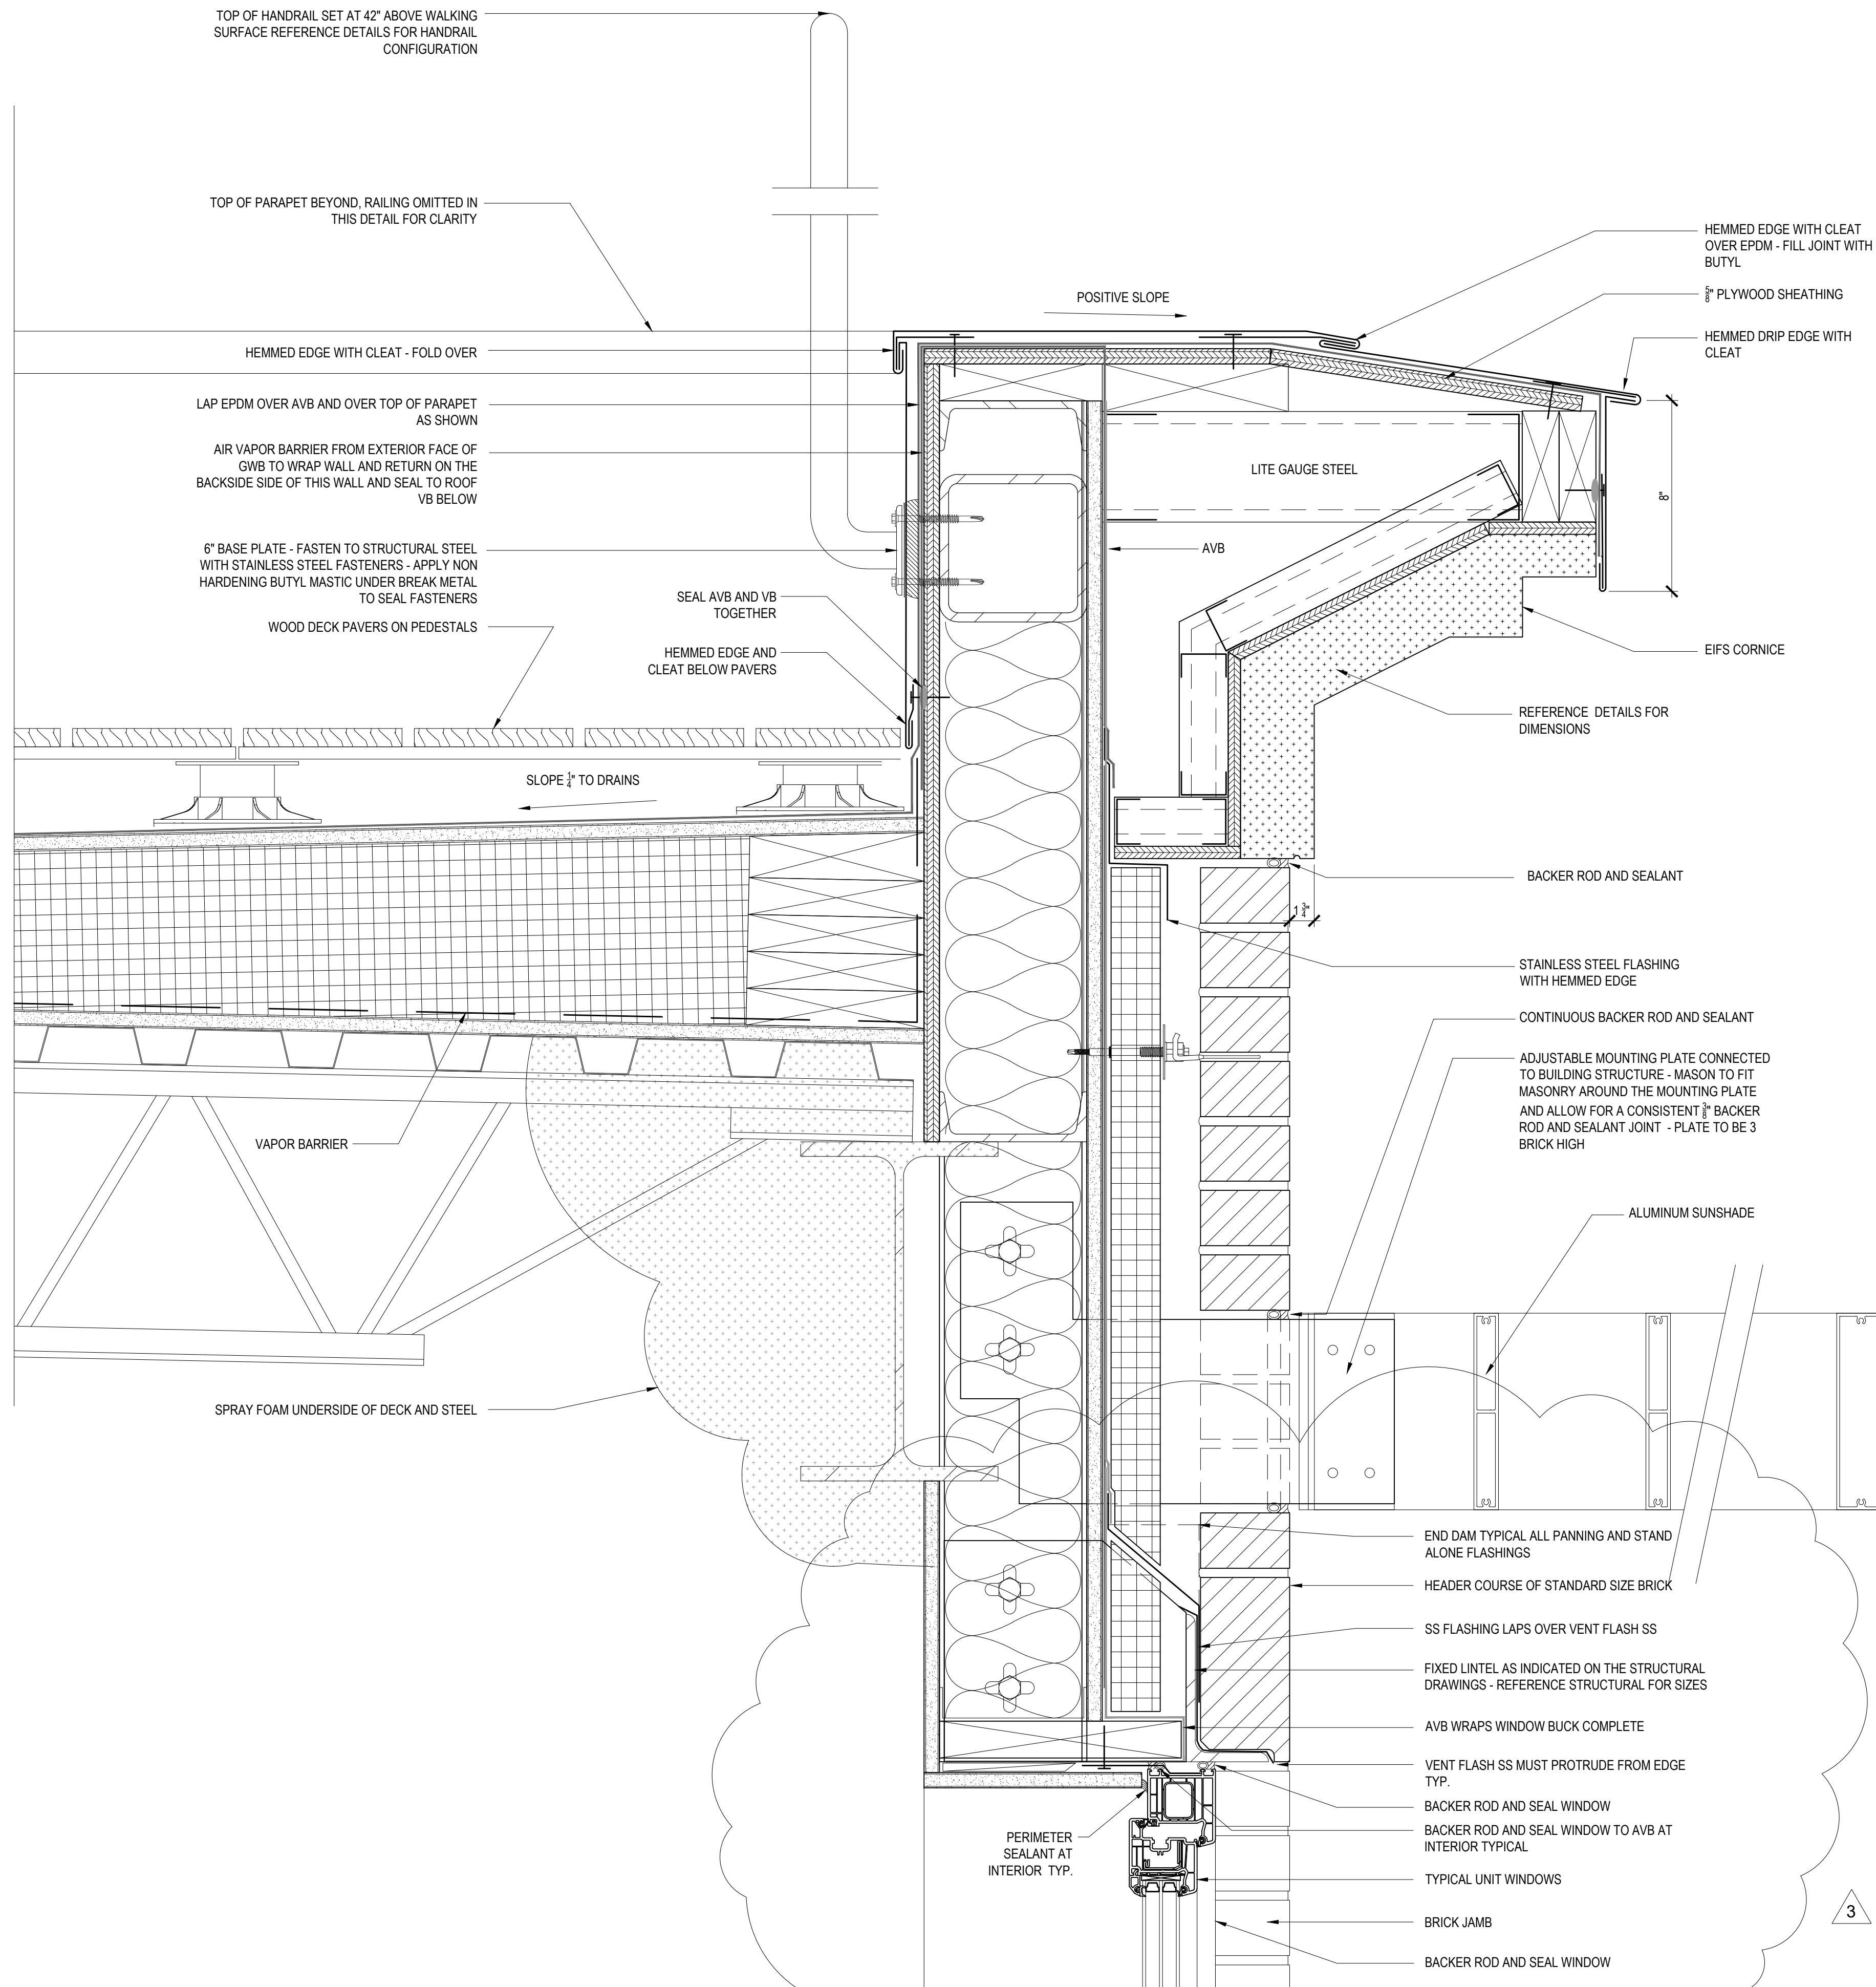 TOP OF HANDRAIL SET AT 42" ABOVE WALKING
SURFACE REFERENCE DETAILS FOR HANDRAIL
CONFIGURATION
TOP OF PARAPET BEYOND, RAILING OMITTED IN
THIS DETAIL FOR CLARITY
HEMMED EDGE WITH CLEAT - FOLD OVER
LAP EPDM OVER AVB AND OVER TOP OF PARAPET
AS SHOWN
AIR VAPOR BARRIER FROM EXTERIOR FACE OF
GWB TO WRAP WALL AND RETURN ON THE
BACKSIDE SIDE OF THIS WALL AND SEAL TO ROOF
VB BELOW
6" BASE PLATE - FASTEN TO STRUCTURAL STEEL
WITH STAINLESS STEEL FASTENERS - APPLY NON
HARDENING BUTYL MASTIC UNDER BREAK METAL
TO SEAL FASTENERS
WOOD DECK PAVERS ON PEDESTALS
SEAL AVB AND VB
TOGETHER
HEMMED EDGE AND
CLEAT BELOW PAVERS
SLOPE 1/4" TO DRAINS
VAPOR BARRIER
SPRAY FOAM UNDERSIDE OF DECK AND STEEL
POSITIVE SLOPE
LITE GAUGE STEEL
AVB
8"
1 3/4"
HEMMED EDGE WITH CLEAT
OVER EPDM - FILL JOINT WITH
BUTYL
5/8" PLYWOOD SHEATHING
HEMMED DRIP EDGE WITH
CLEAT
EIFS CORNICE
REFERENCE DETAILS FOR
DIMENSIONS
BACKER ROD AND SEALANT
STAINLESS STEEL FLASHING
WITH HEMMED EDGE
CONTINUOUS BACKER ROD AND SEALANT
ADJUSTABLE MOUNTING PLATE CONNECTED
TO BUILDING STRUCTURE - MASON TO FIT
MASONRY AROUND THE MOUNTING PLATE
AND ALLOW FOR A CONSISTENT 3/8" BACKER
ROD AND SEALANT JOINT - PLATE TO BE 3
BRICK HIGH
ALUMINUM SUNSHADE
END DAM TYPICAL ALL PANNING AND STAND
ALONE FLASHINGS
HEADER COURSE OF STANDARD SIZE BRICK
SS FLASHING LAPS OVER VENT FLASH SS
FIXED LINTEL AS INDICATED ON THE STRUCTURAL
DRAWINGS - REFERENCE STRUCTURAL FOR SIZES
AVB WRAPS WINDOW BUCK COMPLETE
VENT FLASH SS MUST PROTRUDE FROM EDGE
TYP.
BACKER ROD AND SEAL WINDOW
BACKER ROD AND SEAL WINDOW TO AVB AT
INTERIOR TYPICAL
PERIMETER
SEALANT AT
INTERIOR TYP.
TYPICAL UNIT WINDOWS
BRICK JAMB
BACKER ROD AND SEAL WINDOW
3